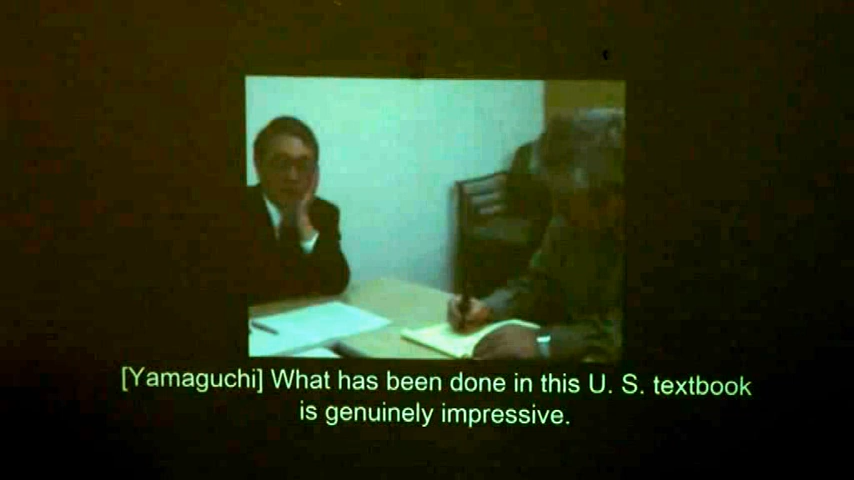 [Yamaguchi] What has been done in this U. S. textbook
is genuinely impressive.